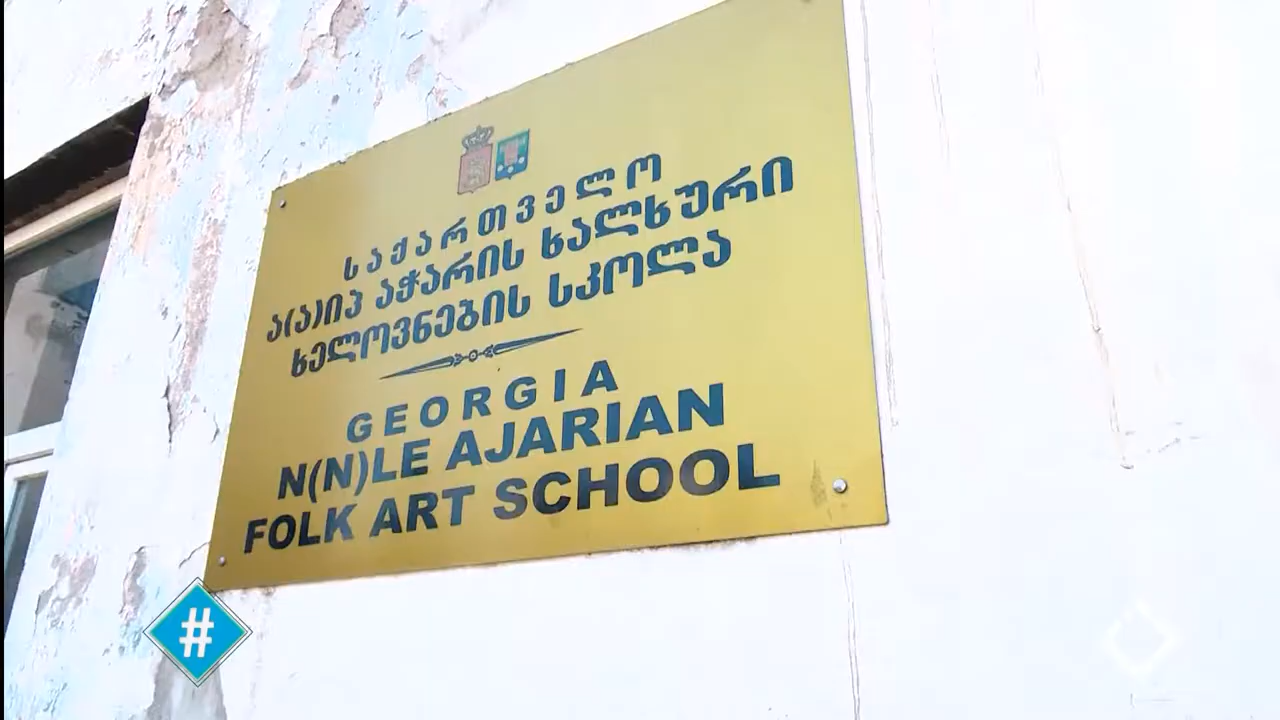 საქართველო
ა(ა)იპ აჭარის ხალხური
ხელოვნების სკოლა
GEORGIA
N(N)LE AJARIAN
FOLK ART SCHOOL
#